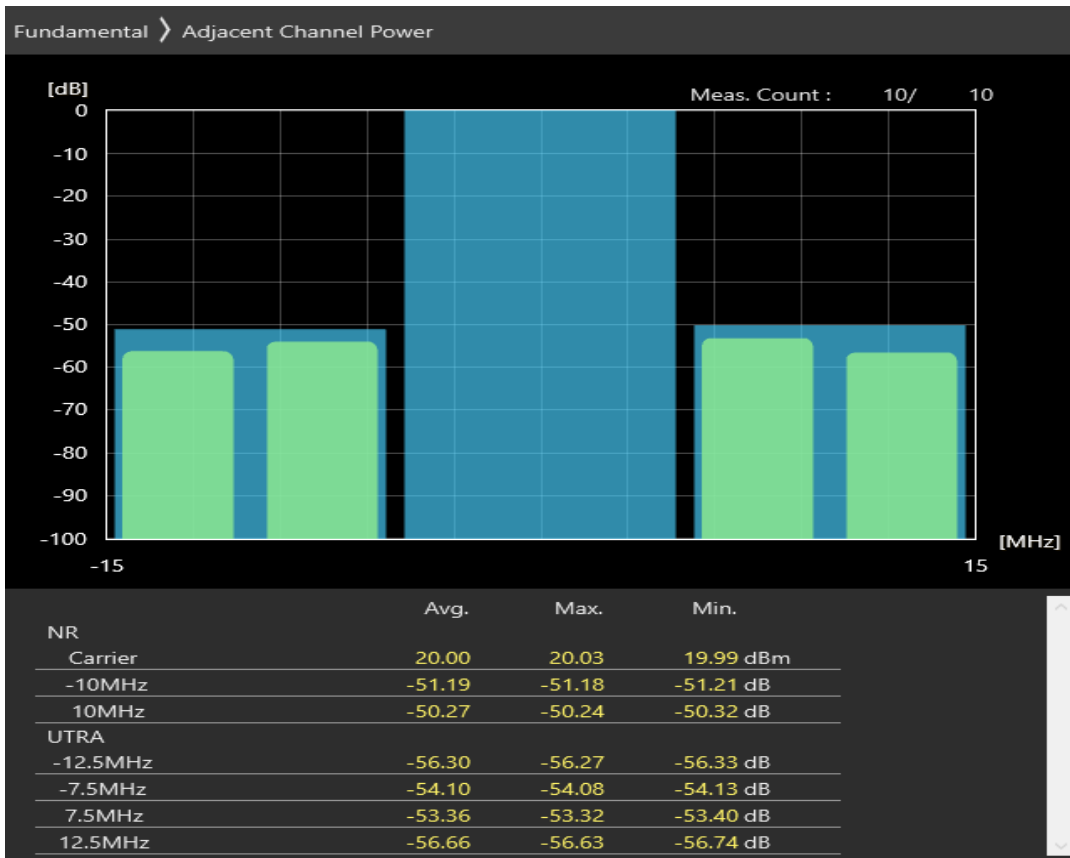 Fundamental 〉 Adjacent Channel Power
[dB]
Meas. Count : 10/ 10
0
-10
-20
-30
-40
-50
-60
-70
-80
-90
-100
[MHz]
-15 15
Avg. Max. Min.
NR
Carrier 20.00 20.03 19.99 dBm
-10MHz -51.19 -51.18 -51.21 dB
10MHz -50.27 -50.24 -50.32 dB
UTRA
-12.5MHz -56.30 -56.27 -56.33 dB
-7.5MHz -54.10 -54.08 -54.13 dB
7.5MHz -53.36 -53.32 -53.40 dB
12.5MHz -56.66 -56.63 -56.74 dB